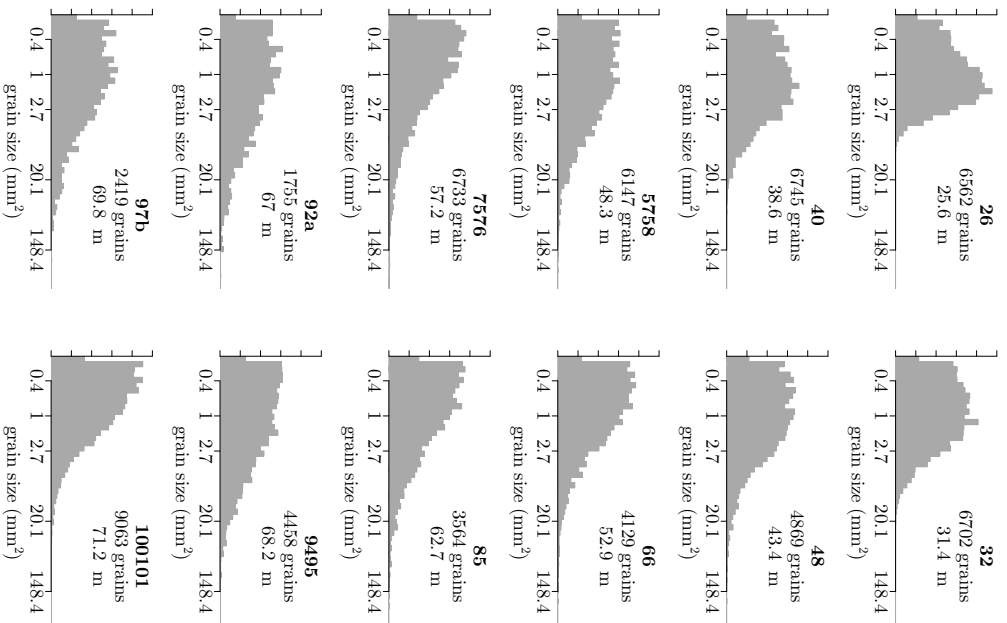 26
6562 grains
25.6 m
0.4 1 2.7 20.1 148.4
grain size (mm²)
32
6702 grains
31.4 m
0.4 1 2.7 20.1 148.4
grain size (mm²)
40
6745 grains
38.6 m
0.4 1 2.7 20.1 148.4
grain size (mm²)
48
4869 grains
43.4 m
0.4 1 2.7 20.1 148.4
grain size (mm²)
5758
6147 grains
48.3 m
0.4 1 2.7 20.1 148.4
grain size (mm²)
66
4129 grains
52.9 m
0.4 1 2.7 20.1 148.4
grain size (mm²)
7576
6733 grains
57.2 m
0.4 1 2.7 20.1 148.4
grain size (mm²)
85
3564 grains
62.7 m
0.4 1 2.7 20.1 148.4
grain size (mm²)
92a
1755 grains
67 m
0.4 1 2.7 20.1 148.4
grain size (mm²)
9495
4458 grains
68.2 m
0.4 1 2.7 20.1 148.4
grain size (mm²)
97b
2419 grains
69.8 m
0.4 1 2.7 20.1 148.4
grain size (mm²)
100101
9063 grains
71.2 m
0.4 1 2.7 20.1 148.4
grain size (mm²)